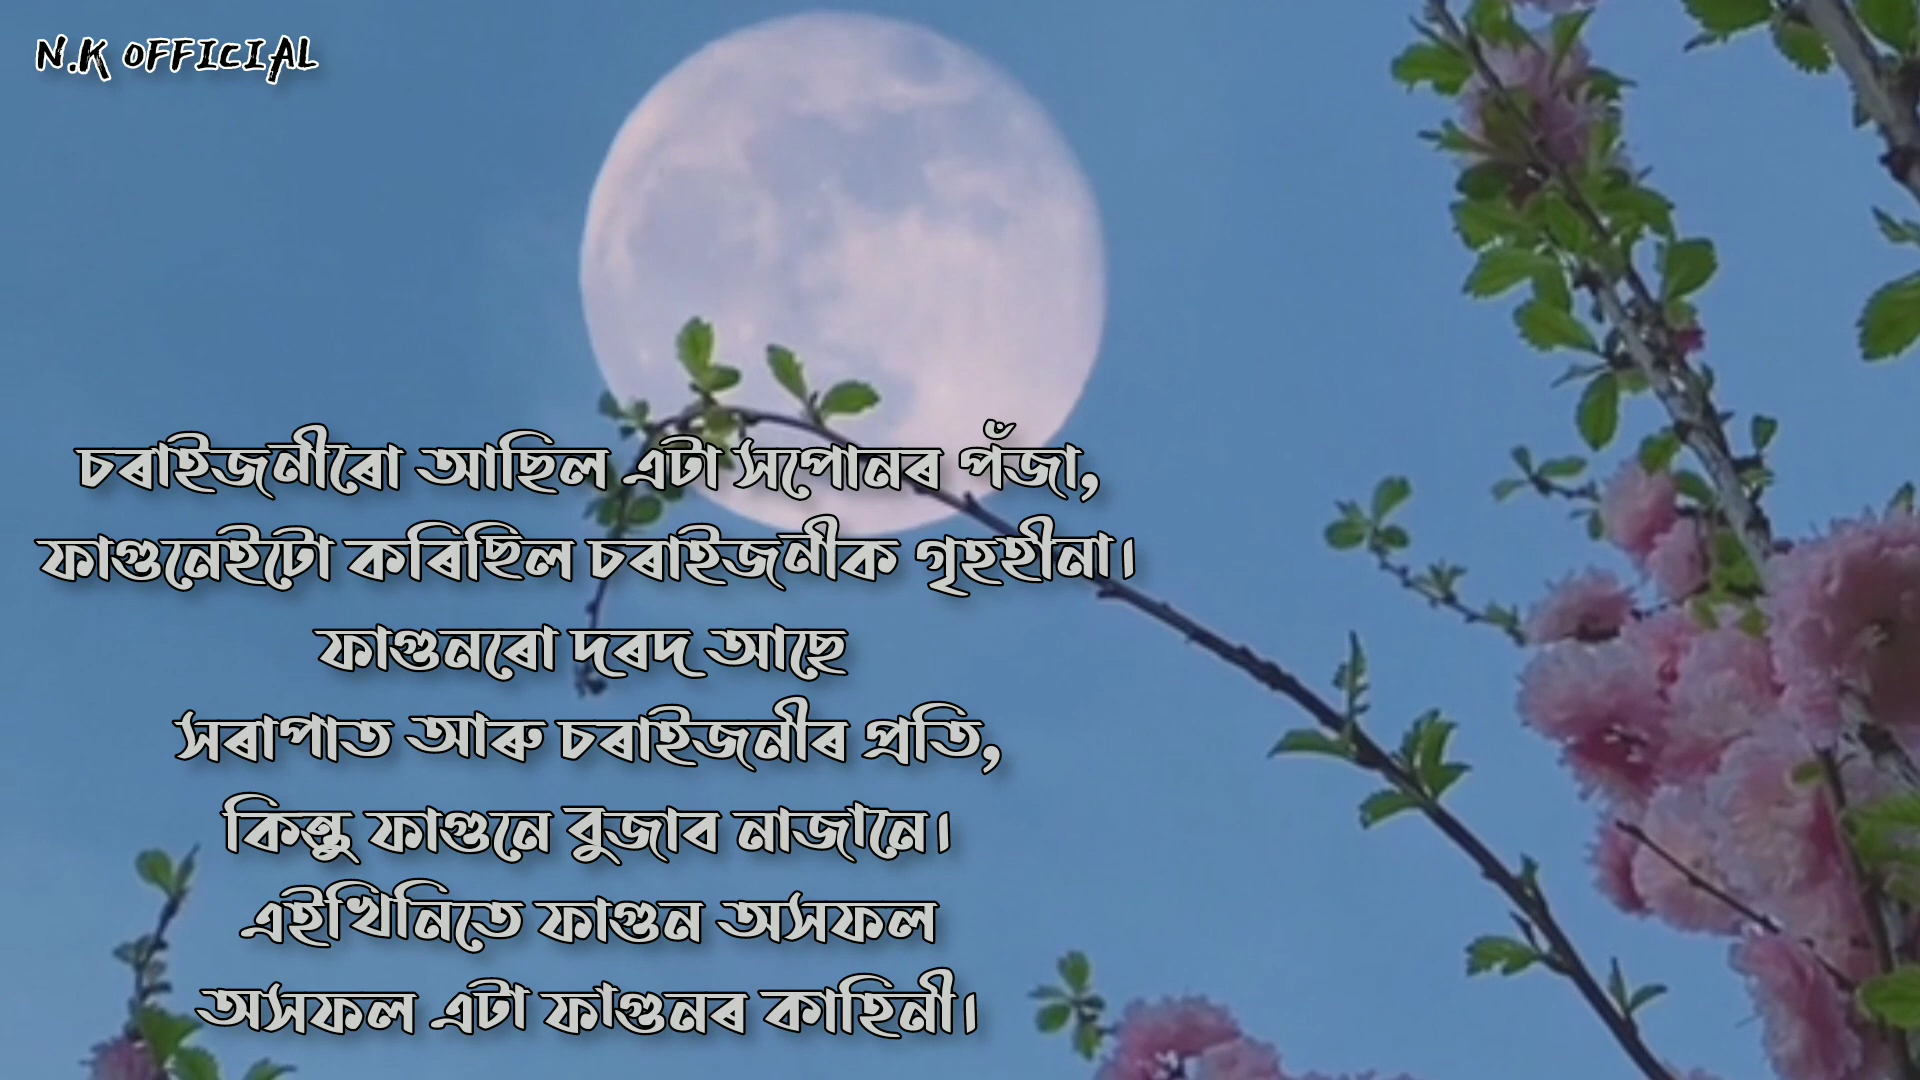 N.K OFFICIAL
চৰাইজনীৰো আছিল এটা সপোনৰ পঁজা,
ফাগুনেইটো কৰিছিল চৰাইজনীক গৃহহীনা।
ফাগুনৰো দৰদ আছে
সৰাপাত আৰু চৰাইজনীৰ প্ৰতি,
কিন্তু ফাগুনে বুজাব নাজানে।
এইখিনিতে ফাগুন অসফল
অসফল এটা ফাগুনৰ কাহিনী।